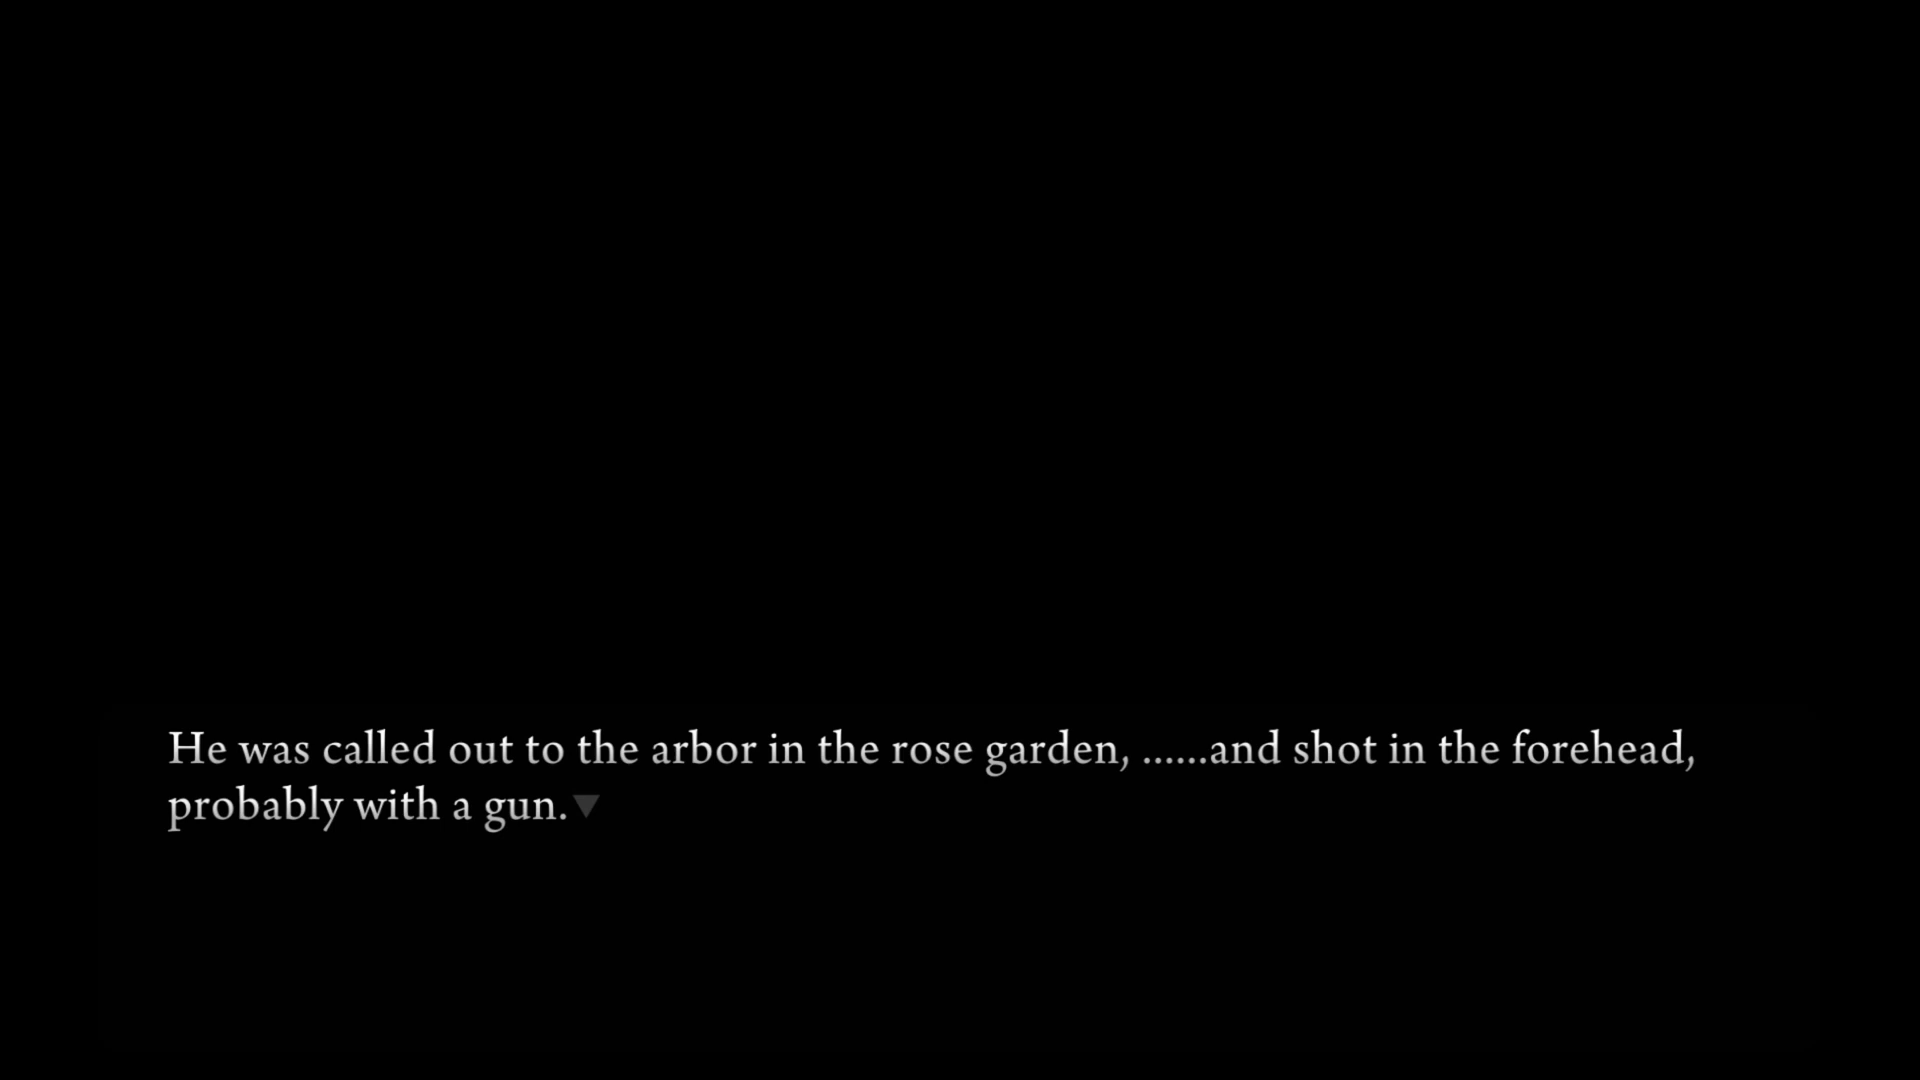 He was called out to the arbor in the rose garden, ......and shot in the forehead,
probably with a gun.